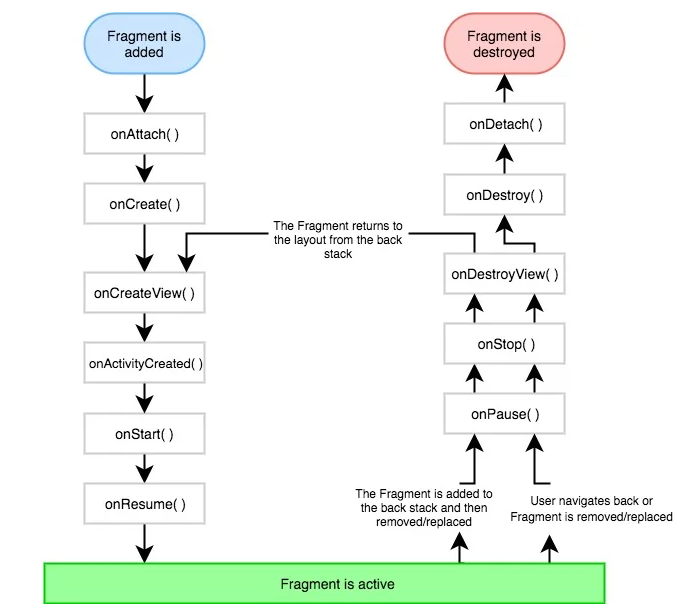 Fragment is
added
onAttach( )
onCreate( )
onCreateView( )
onActivityCreated( )
onStart( )
onResume( )
The Fragment returns to
the layout from the back
stack
Fragment is
destroyed
onDetach( )
onDestroy( )
onDestroyView( )
onStop( )
onPause( )
The Fragment is added to
the back stack and then
removed/replaced
User navigates back or
Fragment is removed/replaced
Fragment is active